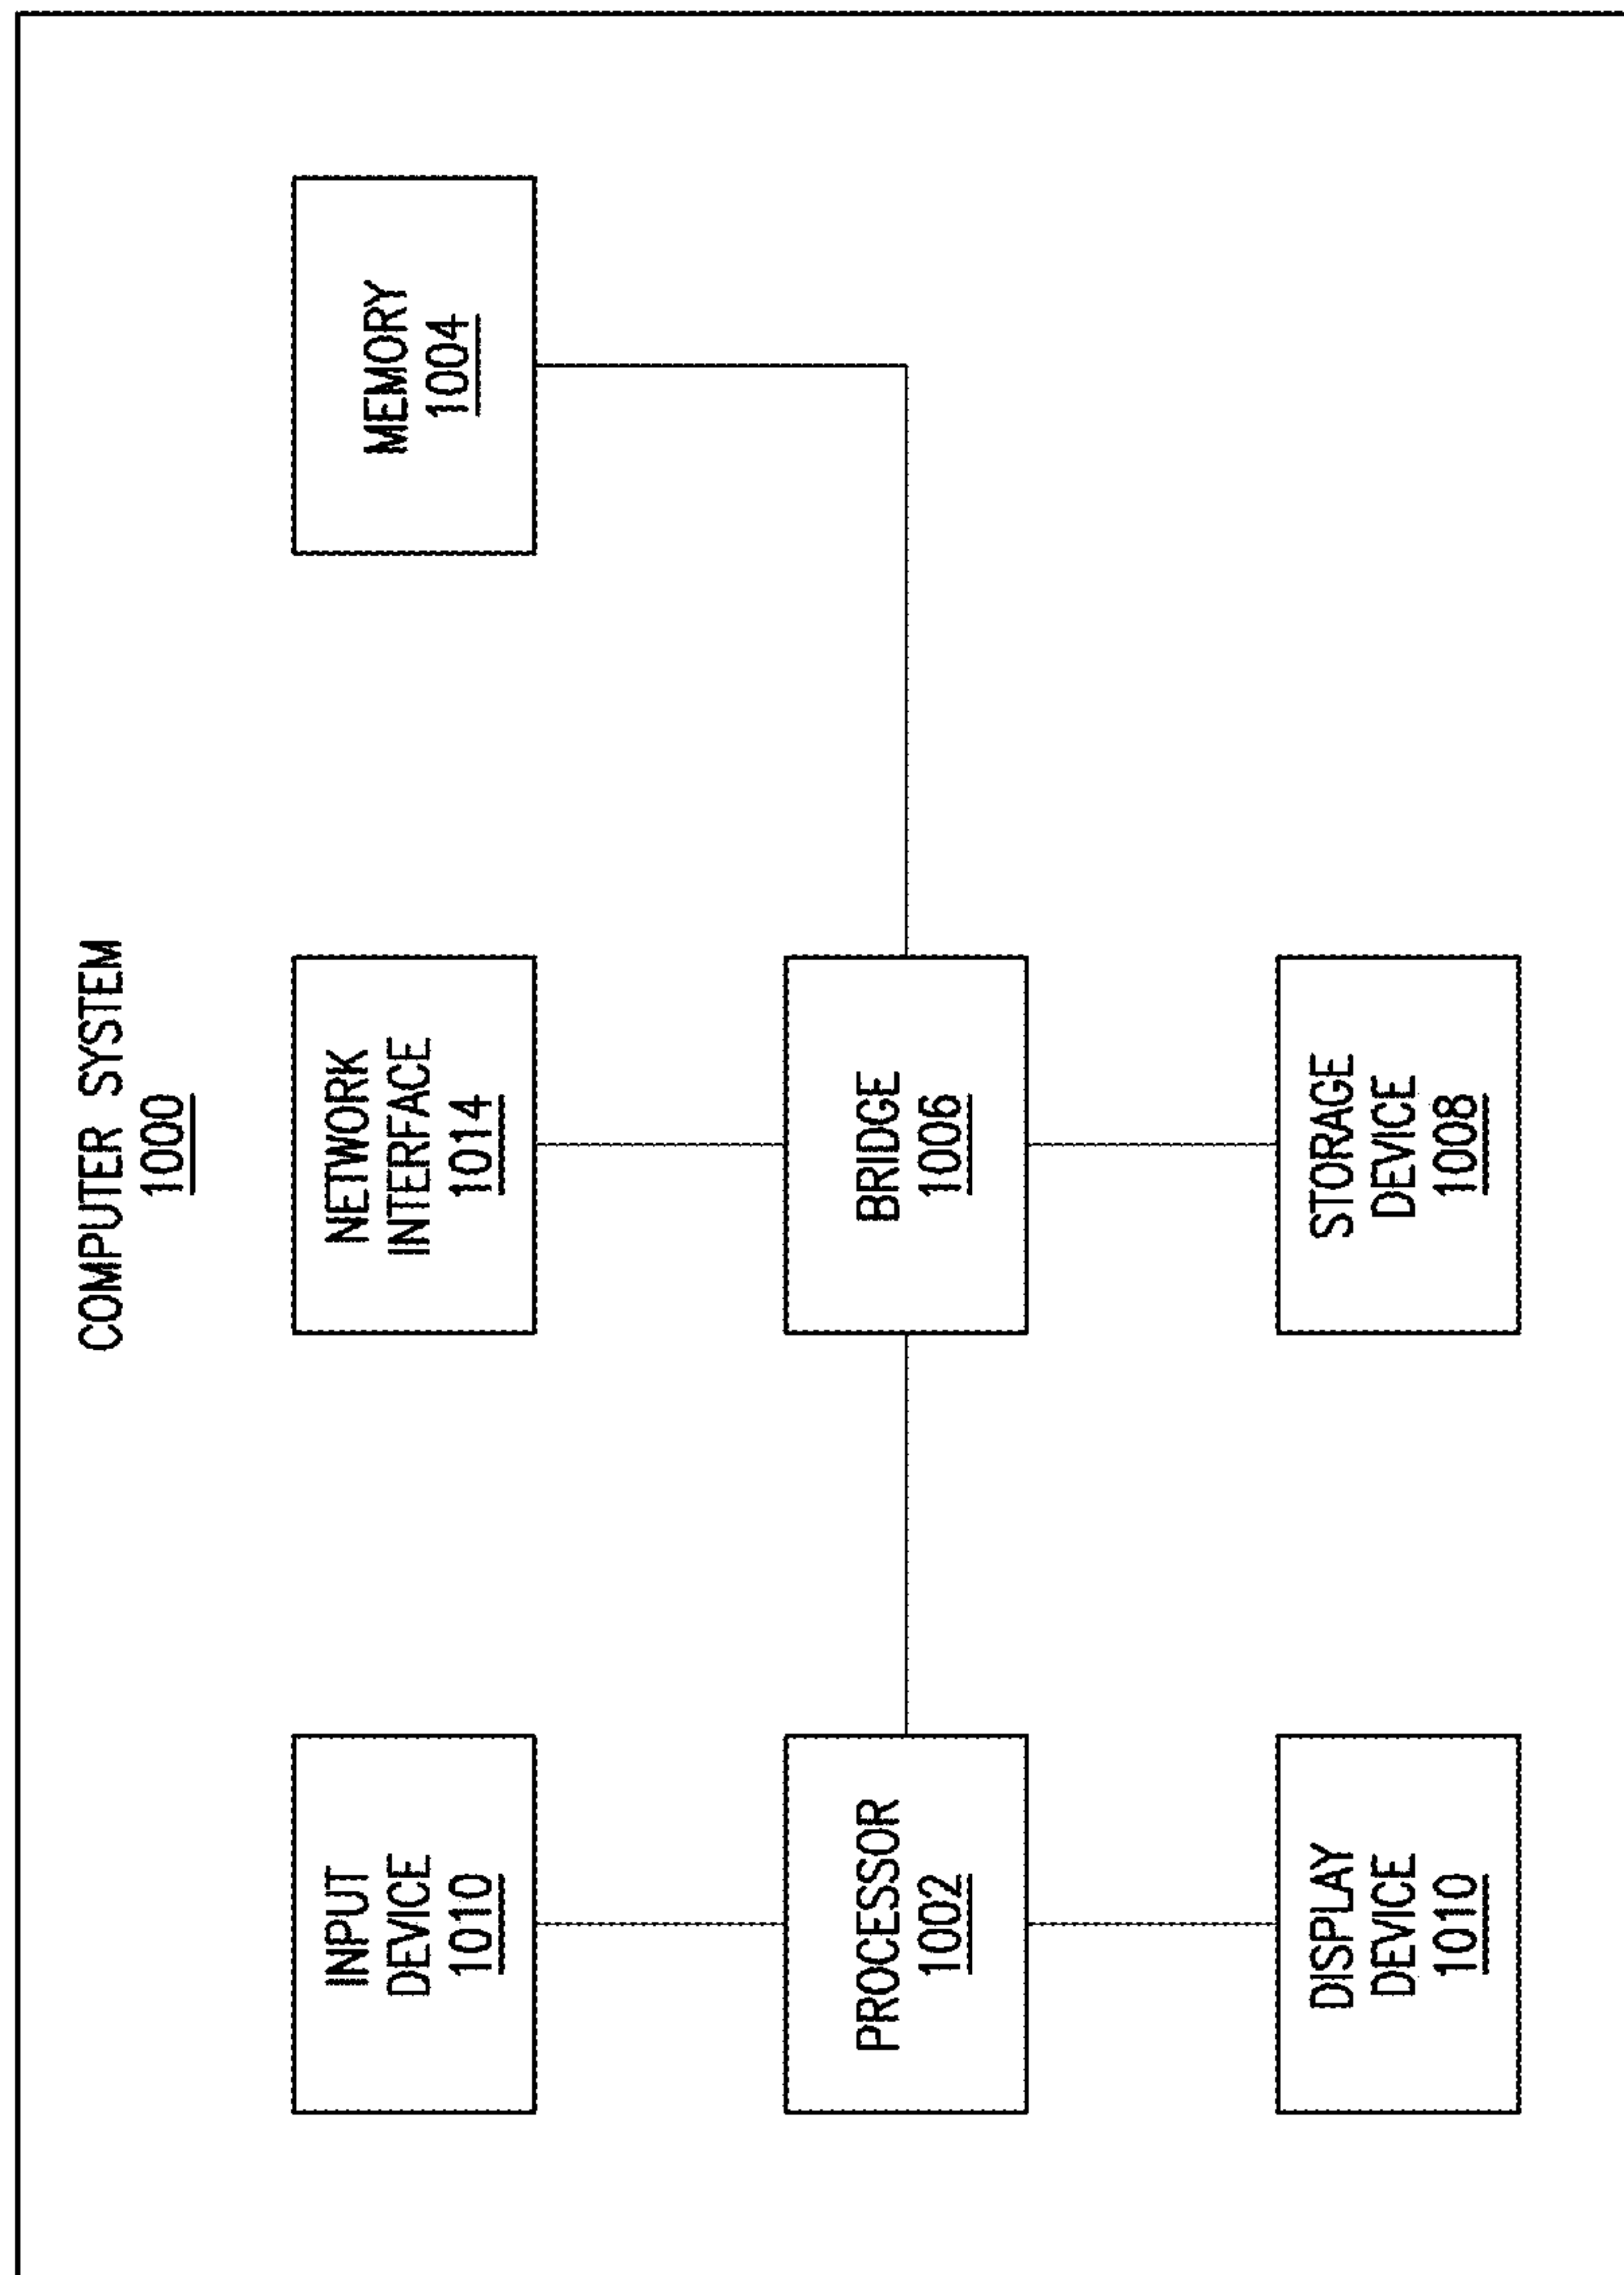 COMPUTER SYSTEM
1000
INPUT
DEVICE
1010
NETWORK
INTERFACE
1014
MEMORY
1004
PROCESSOR
1002
BRIDGE
1006
DISPLAY
DEVICE
1010
STORAGE
DEVICE
1008